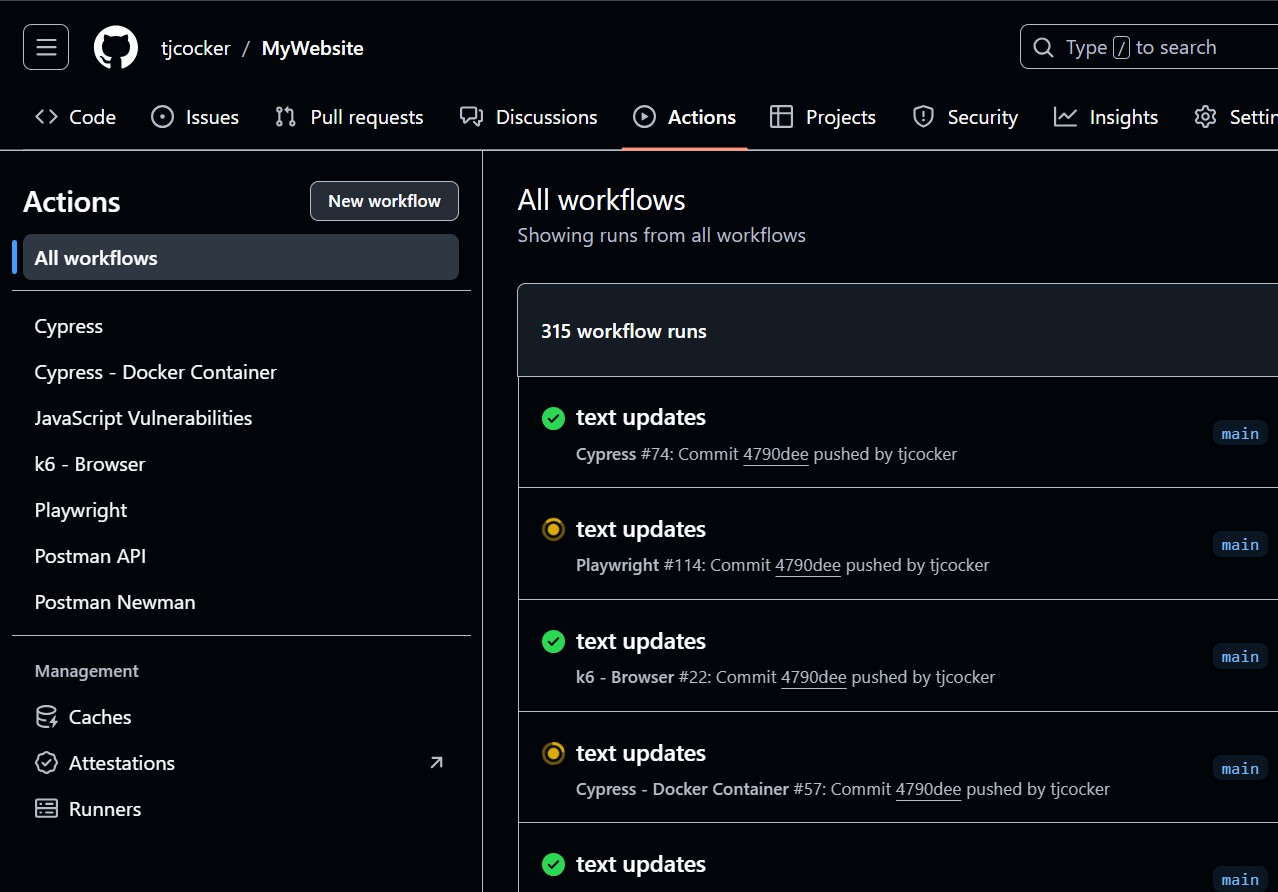 tjcocker / MyWebsite
Type / to search
Code Issues Pull requests Discussions Actions Projects Security Insights
Actions
New workflow
All workflows
Cypress
Cypress - Docker Container
JavaScript Vulnerabilities
k6 - Browser
Playwright
Postman API
Postman Newman
Management
Caches
Attestations
Runners
All workflows
Showing runs from all workflows
315 workflow runs
text updates
Cypress #74: Commit 4790dee pushed by tjcocker
main
text updates
Playwright #114: Commit 4790dee pushed by tjcocker
main
text updates
k6 - Browser #22: Commit 4790dee pushed by tjcocker
main
text updates
Cypress - Docker Container #57: Commit 4790dee pushed by tjcocker
main
text updates
main